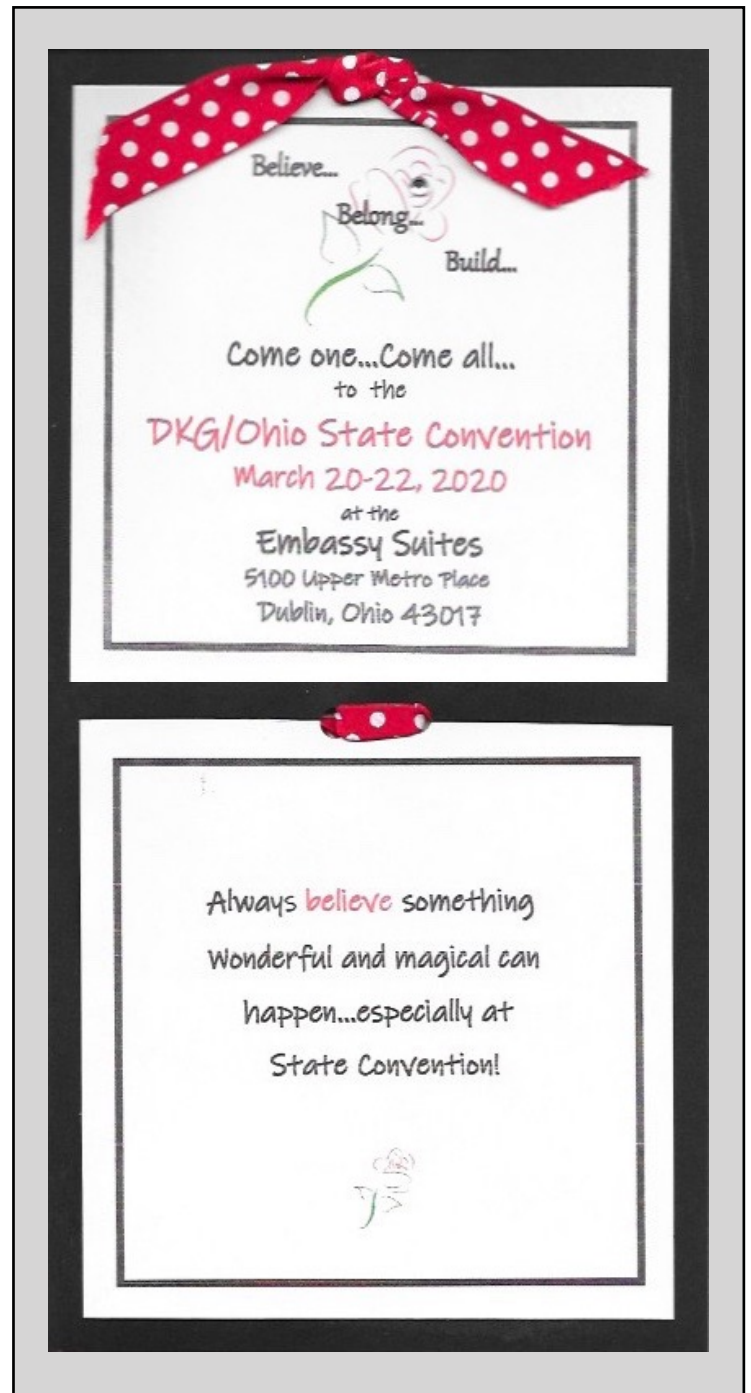 Believe...
Belong...
Build...
Come one...Come all...
to the
DKG/Ohio State Convention
March 20-22, 2020
at the
Embassy Suites
5100 Upper Metro Place
Dublin, Ohio 43017
Always believe something
Wonderful and magical can
happen...especially at
State Convention!